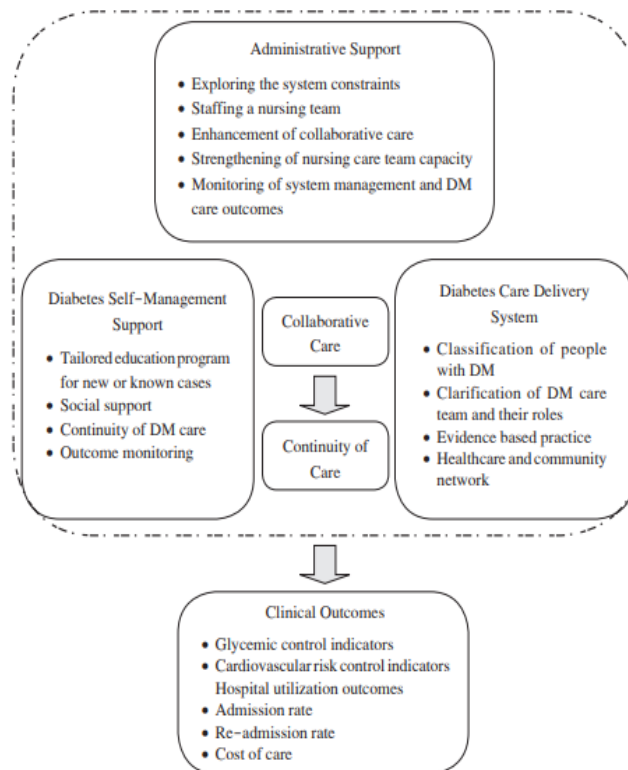 Administrative Support
• Exploring the system constraints
• Staffing a nursing team
• Enhancement of collaborative care
• Strengthening of nursing care team capacity
• Monitoring of system management and DM
care outcomes
Diabetes Self-Management
Support
• Tailored education program
for new or known cases
• Social support
• Continuity of DM care
• Outcome monitoring
Collaborative
Care
Continuity of
Care
Diabetes Care Delivery
System
• Classification of people
with DM
• Clarification of DM care
team and their roles
• Evidence based practice
• Healthcare and community
network
Clinical Outcomes
• Glycemic control indicators
• Cardiovascular risk control indicators
Hospital utilization outcomes
• Admission rate
• Re-admission rate
• Cost of care